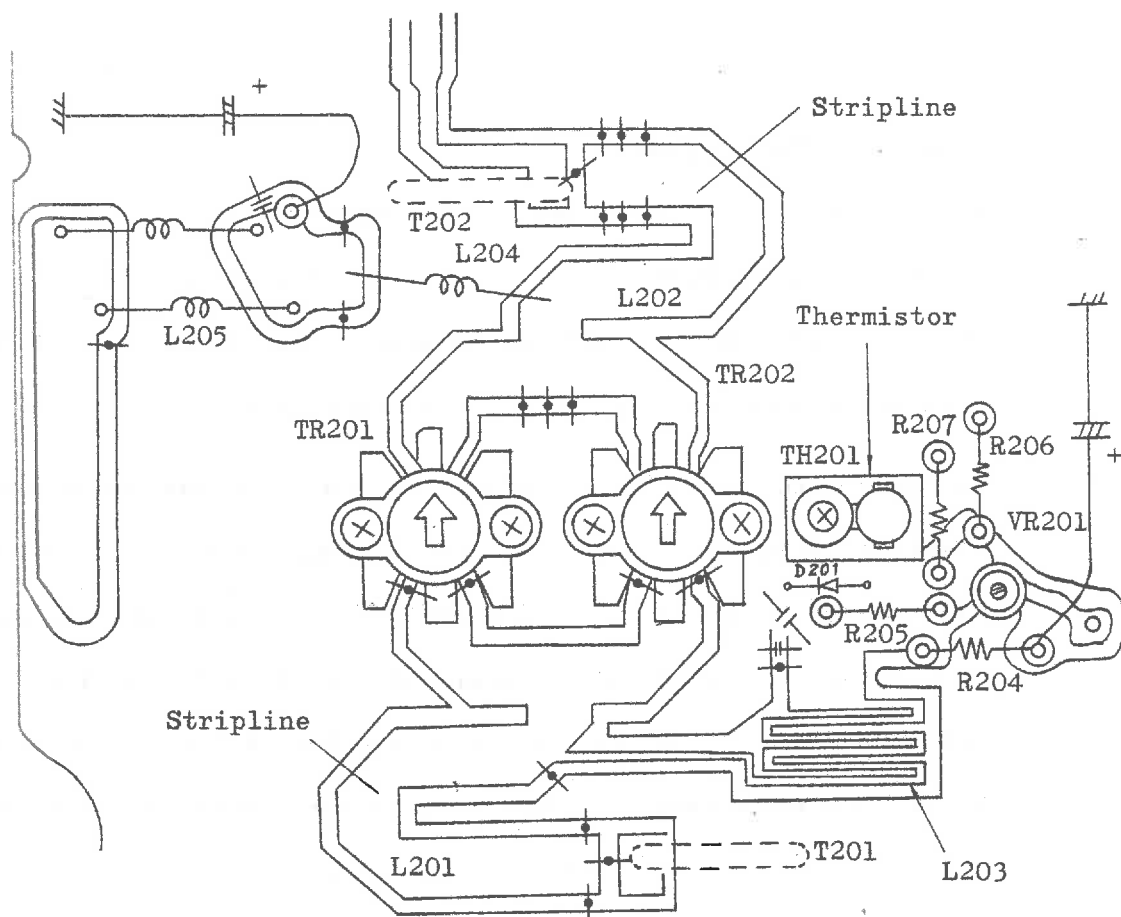 +
Stripline
T202
L204
L202
L205
Thermistor
TR202
TR201
R207
R206
TH201
+
VR201
D201
R205
R204
Stripline
L201
T201
L203